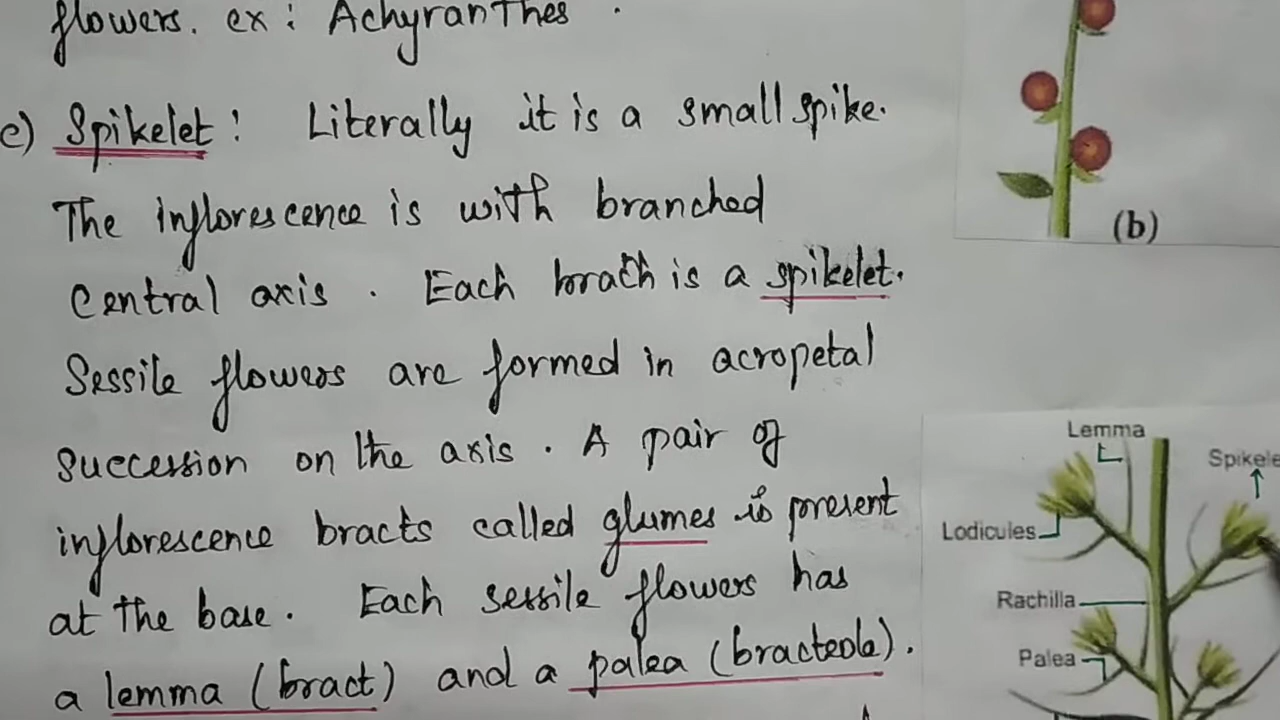 flowers. ex: Achyranthes.
c) Spikelet: Literally it is a small spike.
The inflorescence is with branched
Central axis. Each brach is a spikelet.
Sessile flowers are formed in acropetal
succession on the axis. A pair of
inflorescence bracts called glumes is present
at the base. Each sessile flowers has
a lemma (bract) and a palea (bracteole).
(b)
Lemma
Spikele
Lodicules
Rachilla
Palea